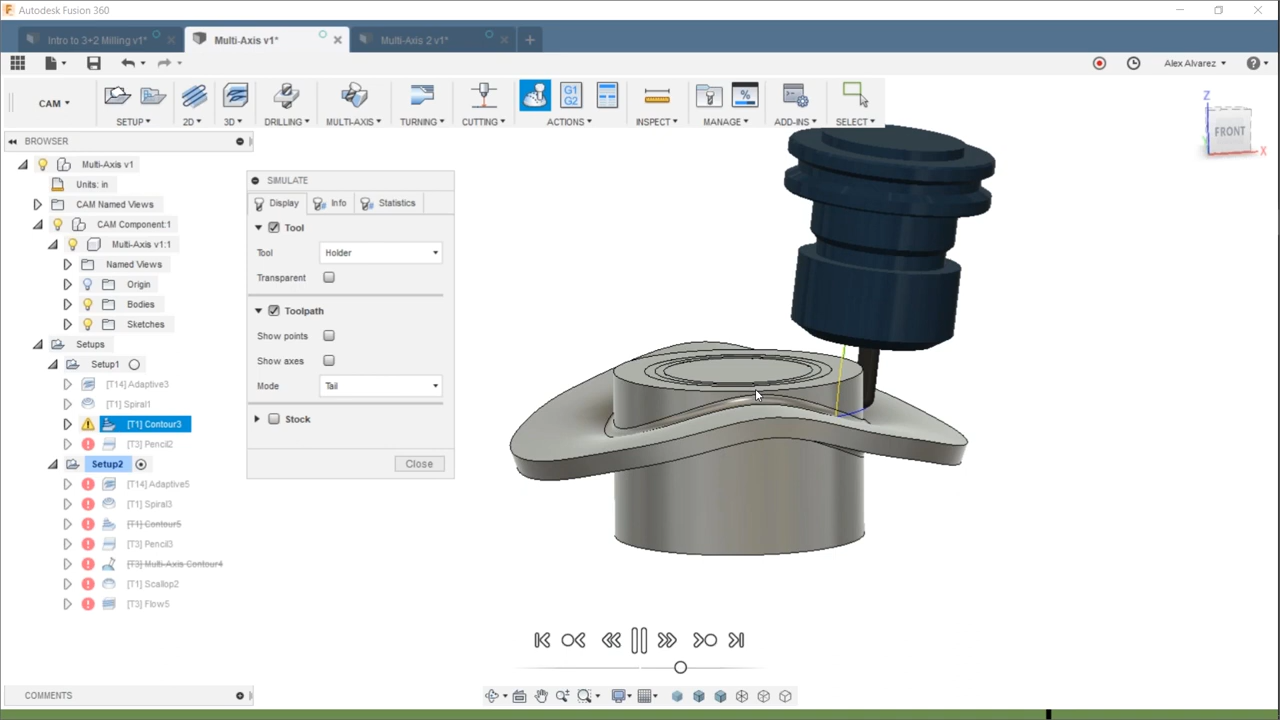 Autodesk Fusion 360
Intro to 3+2 Milling v1*
Multi-Axis v1*
Multi-Axis 2 v1*
Alex Alvarez
CAM
SETUP
2D
3D
DRILLING
MULTI-AXIS
TURNING
CUTTING
G1
G2
ACTIONS
INSPECT
%
MANAGE
ADD-INS
SELECT
Z
FRONT
X
BROWSER
Multi-Axis v1
Units: in
CAM Named Views
CAM Component:1
Multi-Axis v1:1
Named Views
Origin
Bodies
Sketches
Setups
Setup1
[T14] Adaptive3
[T1] Spiral1
[T1] Contour3
[T3] Pencil2
Setup2
[T14] Adaptive5
[T1] Spiral3
[T1] Contour5
[T3] Pencil3
[T3] Multi-Axis Contour4
[T1] Scallop2
[T3] Flow5
SIMULATE
Display
Info
Statistics
Tool
Tool
Holder
Transparent
Toolpath
Show points
Show axes
Mode
Tail
Stock
Close
COMMENTS